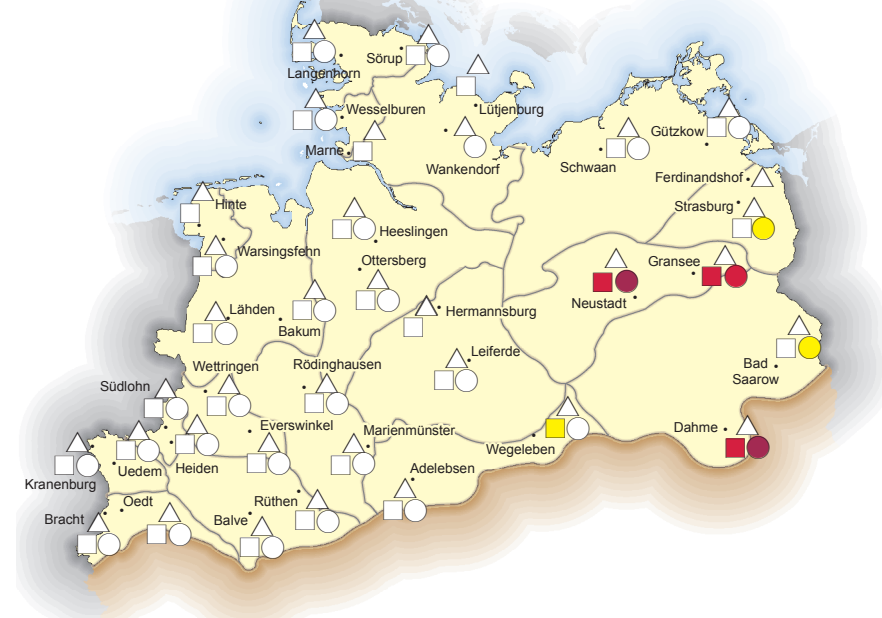 Langenhorn
Sörup
Lütjenburg
Wesselburen
Marne
Wankendorf
Schwaan
Gützkow
Ferdinandshof
Strasburg
Hinte
Heeslingen
Warsingsfehn
Ottersberg
Gransee
Neustadt
Lähden
Bakum
Hermannsburg
Leiferde
Bad
Saarow
Wettringen
Rödinghausen
Südlohn
Everswinkel
Marienmünster
Dahme
Wegeleben
Kranenburg
Uedem
Heiden
Adelebsen
Oedt
Rüthen
Bracht
Balve